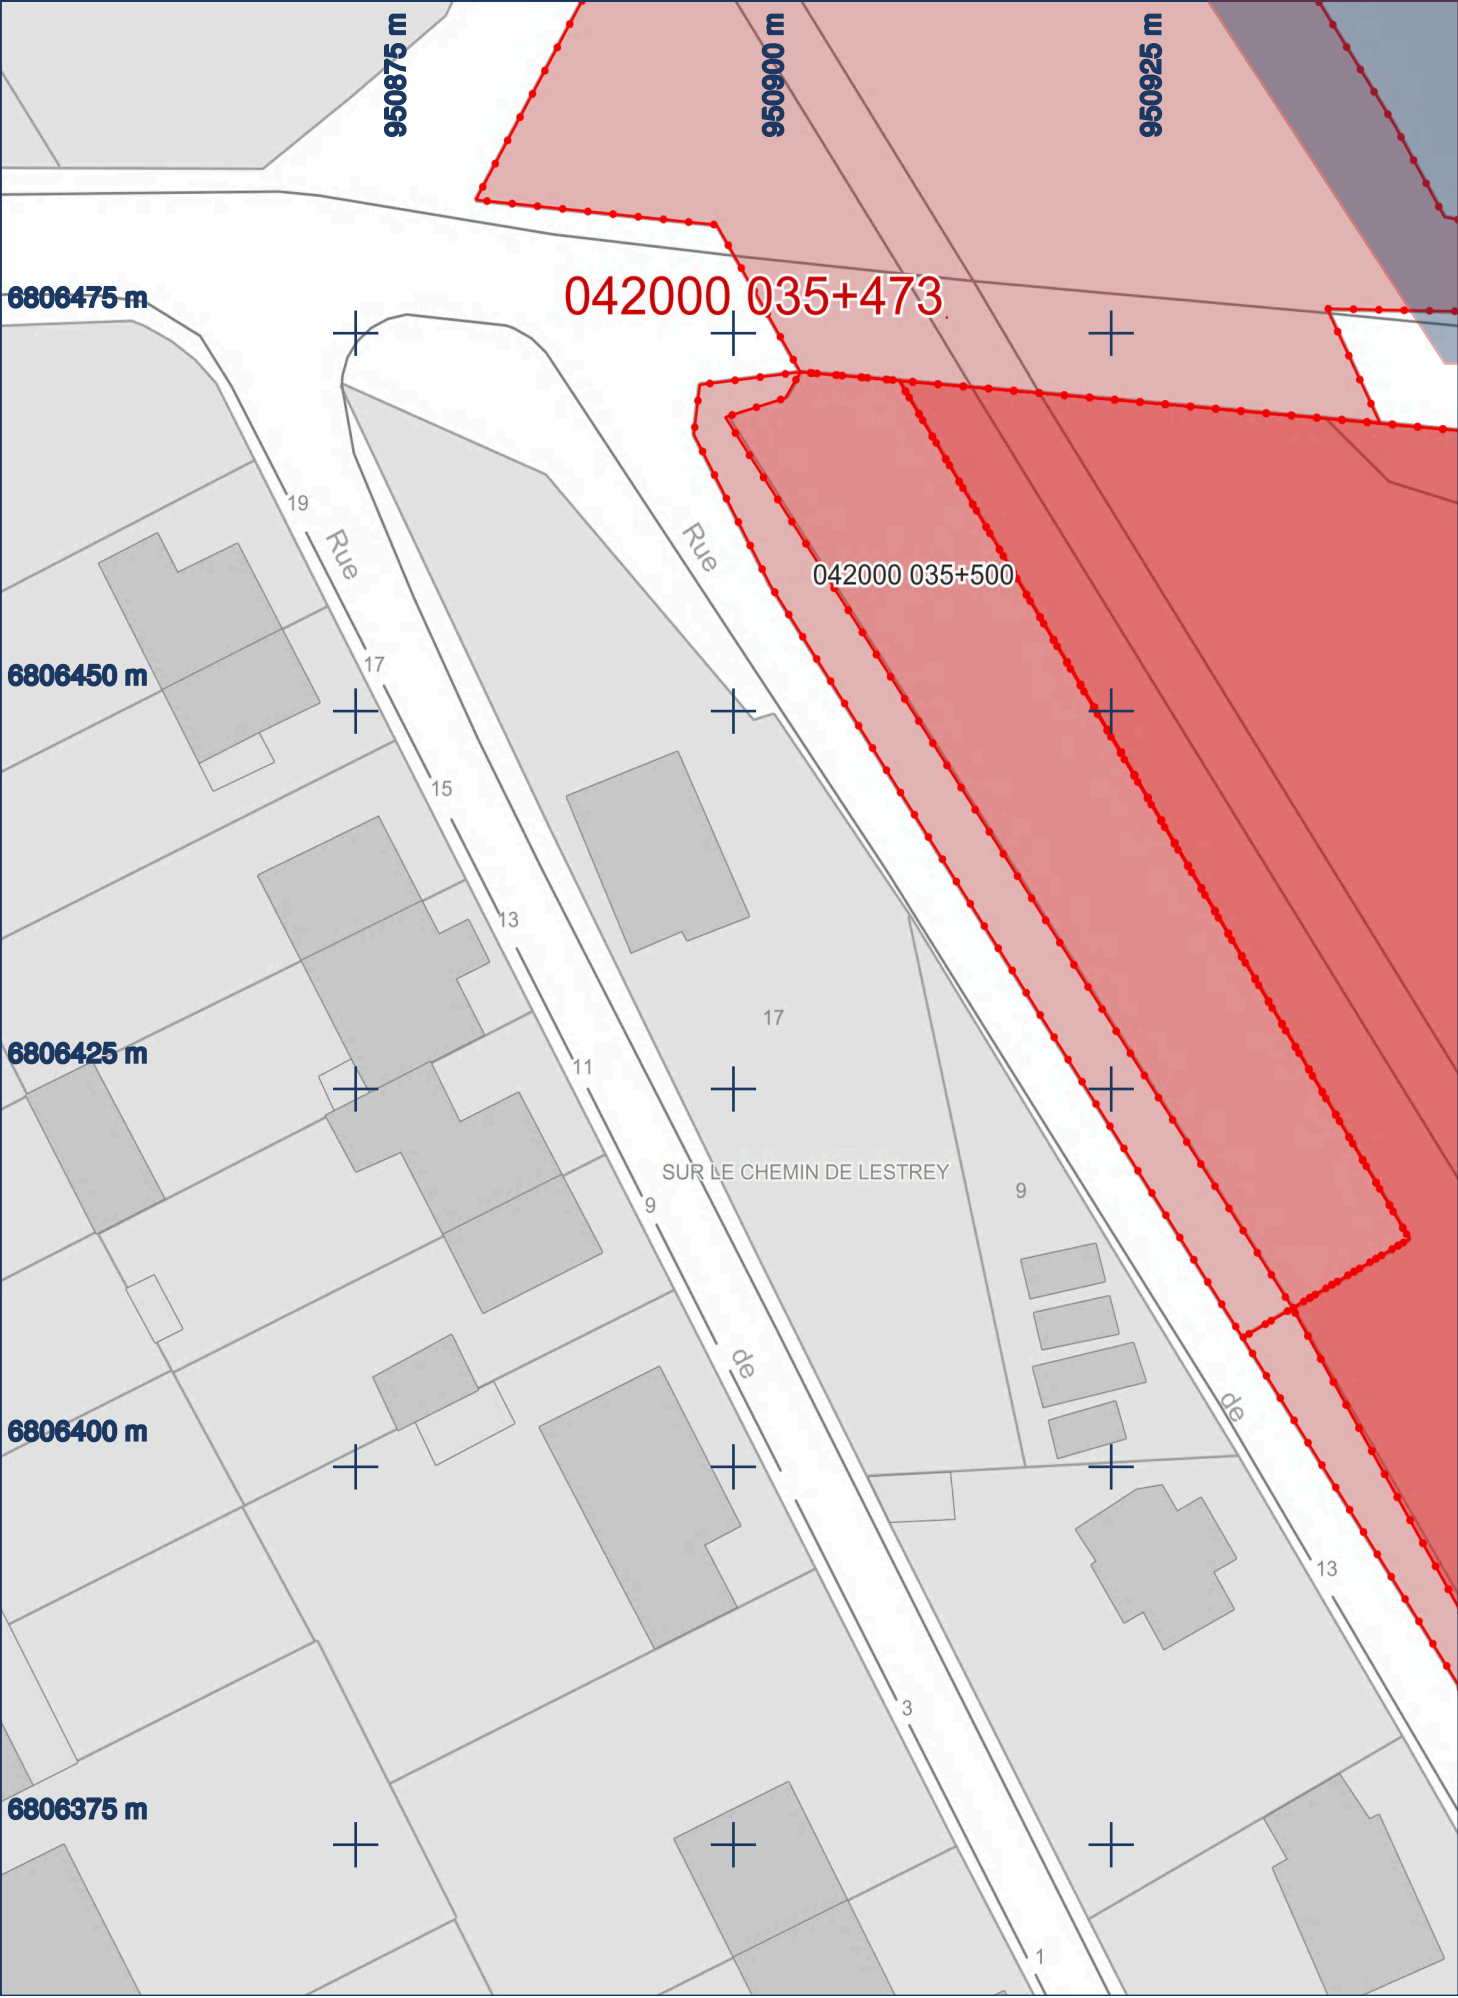 950875 m
950900 m
950925 m
6806475 m
042000 035+473
19
Rue
Rue
042000 035+500
17
6806450 m
15
13
17
6806425 m
11
SUR LE CHEMIN DE LESTREY
9
9
de
de
6806400 m
13
3
6806375 m
1